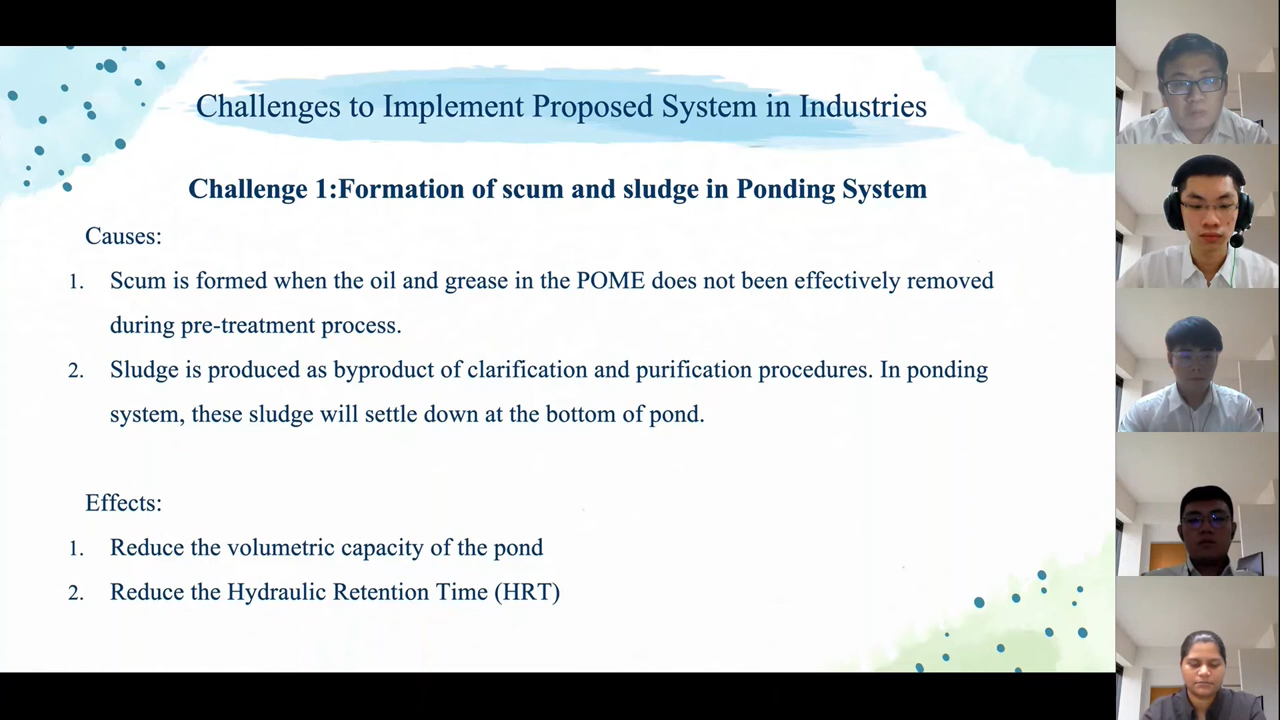 Challenges to Implement Proposed System in Industries
Challenge 1:Formation of scum and sludge in Ponding System
Causes:
1. Scum is formed when the oil and grease in the POME does not been effectively removed
during pre-treatment process.
2. Sludge is produced as byproduct of clarification and purification procedures. In ponding
system, these sludge will settle down at the bottom of pond.
Effects:
1. Reduce the volumetric capacity of the pond
2. Reduce the Hydraulic Retention Time (HRT)